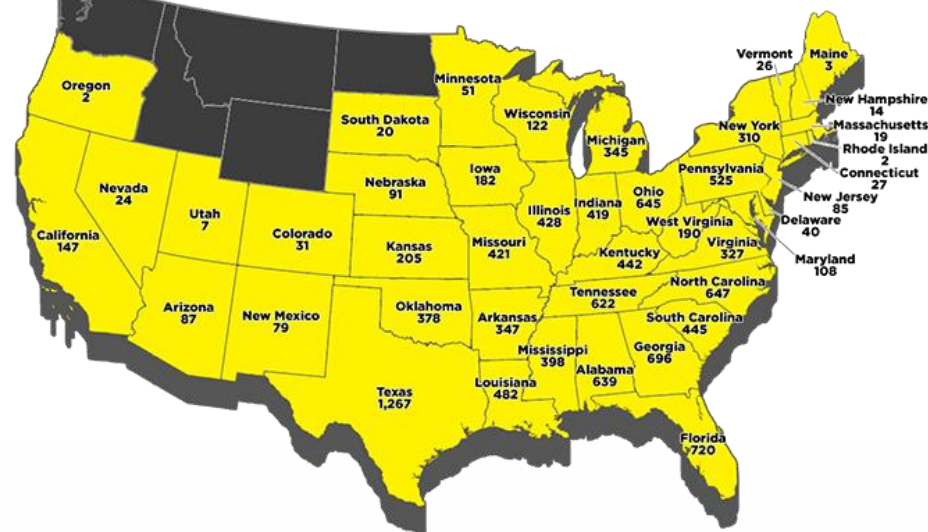 Vermont
26
Maine
3
Oregon
2
Minnesota
51
New Hampshire
14
Wisconsin
122
South Dakota
20
New York
310
Massachusetts
19
Michigan
345
Rhode Island
2
Connecticut
27
Iowa
182
Pennsylvania
525
Nebraska
91
Nevada
24
Ohio
645
New Jersey
85
Illinois
428
Indiana
419
Utah
7
Delaware
40
West Virginia
190
California
147
Colorado
31
Kansas
205
Missouri
421
Virginia
327
Kentucky
442
Maryland
108
North Carolina
647
Tennessee
622
Arizona
87
New Mexico
79
Oklahoma
378
Arkansas
347
South Carolina
445
Mississippi
398
Georgia
696
Alabama
639
Louisiana
482
Texas
1,267
Florida
720